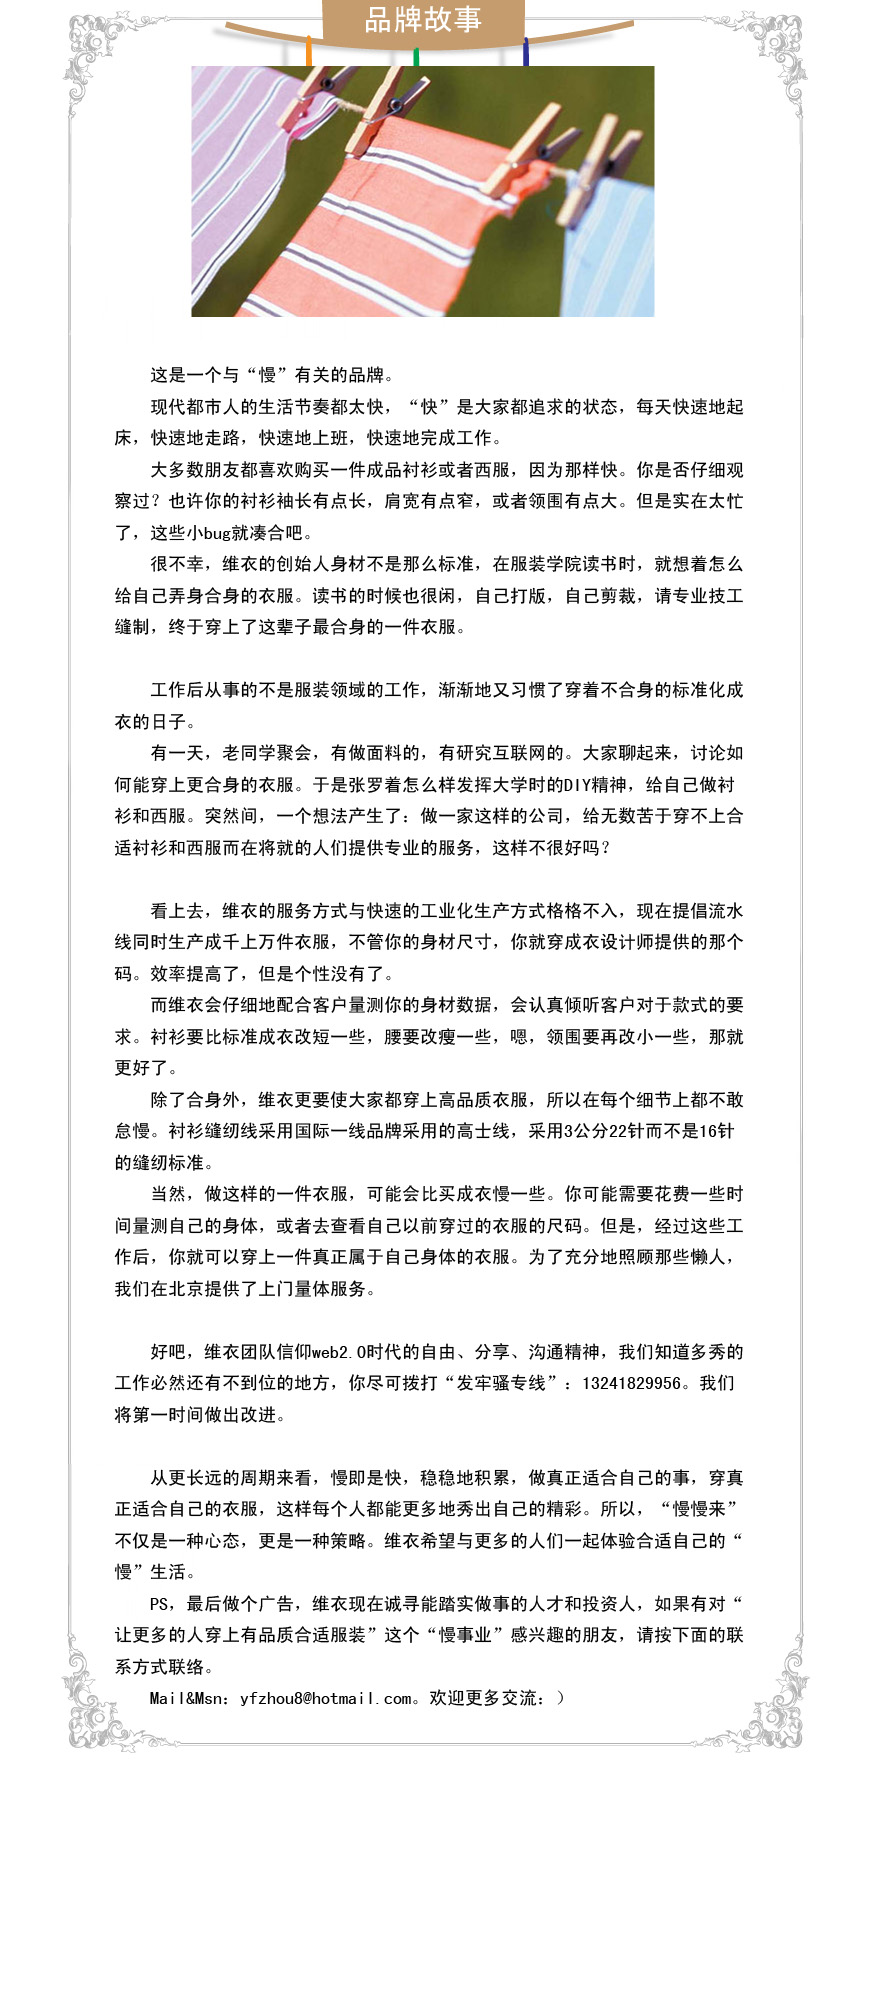 品牌故事
这是一个与“慢”有关的品牌。
现代都市人的生活节奏都太快，“快”是大家都追求的状态，每天快速地起
床，快速地走路，快速地上班，快速地完成工作。
大多数朋友都喜欢购买一件成品衬衫或者西服，因为那样快。你是否仔细观
察过？也许你的衬衫袖长有点长，肩宽有点窄，或者领围有点大。但是实在太忙
了，这些小bug就凑合吧。
很不幸，维衣的创始人身材不是那么标准，在服装学院读书时，就想着怎么
给自己弄身合身的衣服。读书的时候也很闲，自己打版，自己剪裁，请专业技工
缝制，终于穿上了这辈子最合身的一件衣服。
工作后从事的不是服装领域的工作，渐渐地又习惯了穿着不合身的标准化成
衣的日子。
有一天，老同学聚会，有做面料的，有研究互联网的。大家聊起来，讨论如
何能穿上更合身的衣服。于是张罗着怎么样发挥大学时的DIY精神，给自己做衬
衫和西服。突然间，一个想法产生了：做一家这样的公司，给无数苦于穿不上合
适衬衫和西服而在将就的人们提供专业的服务，这样不很好吗？
看上去，维衣的服务方式与快速的工业化生产方式格格不入，现在提倡流水
线同时生产成千上万件衣服，不管你的身材尺寸，你就穿成衣设计师提供的那个
码。效率提高了，但是个性没有了。
而维衣会仔细地配合客户量测你的身材数据，会认真倾听客户对于款式的要
求。衬衫要比标准成衣改短一些，腰要改瘦一些，嗯，领围要再改小一些，那就
更好了。
除了合身外，维衣更要使大家都穿上高品质衣服，所以在每个细节上都不敢
怠慢。衬衫缝纫线采用国际一线品牌采用的高士线，采用3公分22针而不是16针
的缝纫标准。
当然，做这样的一件衣服，可能会比买成衣慢一些。你可能需要花费一些时
间量测自己的身体，或者去查看自己以前穿过的衣服的尺码。但是，经过这些工
作后，你就可以穿上一件真正属于自己身体的衣服。为了充分地照顾那些懒人，
我们在北京提供了上门量体服务。
好吧，维衣团队信仰web2.0时代的自由、分享、沟通精神，我们知道多秀的
工作必然还有不到位的地方，你尽可拨打“发牢骚专线”：13241829956。我们
将第一时间做出改进。
从更长远的周期来看，慢即是快，稳稳地积累，做真正适合自己的事，穿真
正适合自己的衣服，这样每个人都能更多地秀出自己的精彩。所以，“慢慢来”
不仅是一种心态，更是一种策略。维衣希望与更多的人们一起体验合适自己的“
慢”生活。
PS，最后做个广告，维衣现在诚寻能踏实做事的人才和投资人，如果有对“
让更多的人穿上有品质合适服装”这个“慢事业”感兴趣的朋友，请按下面的联
系方式联络。
Mail&Msn：yfzhou8@hotmail.com。欢迎更多交流：）